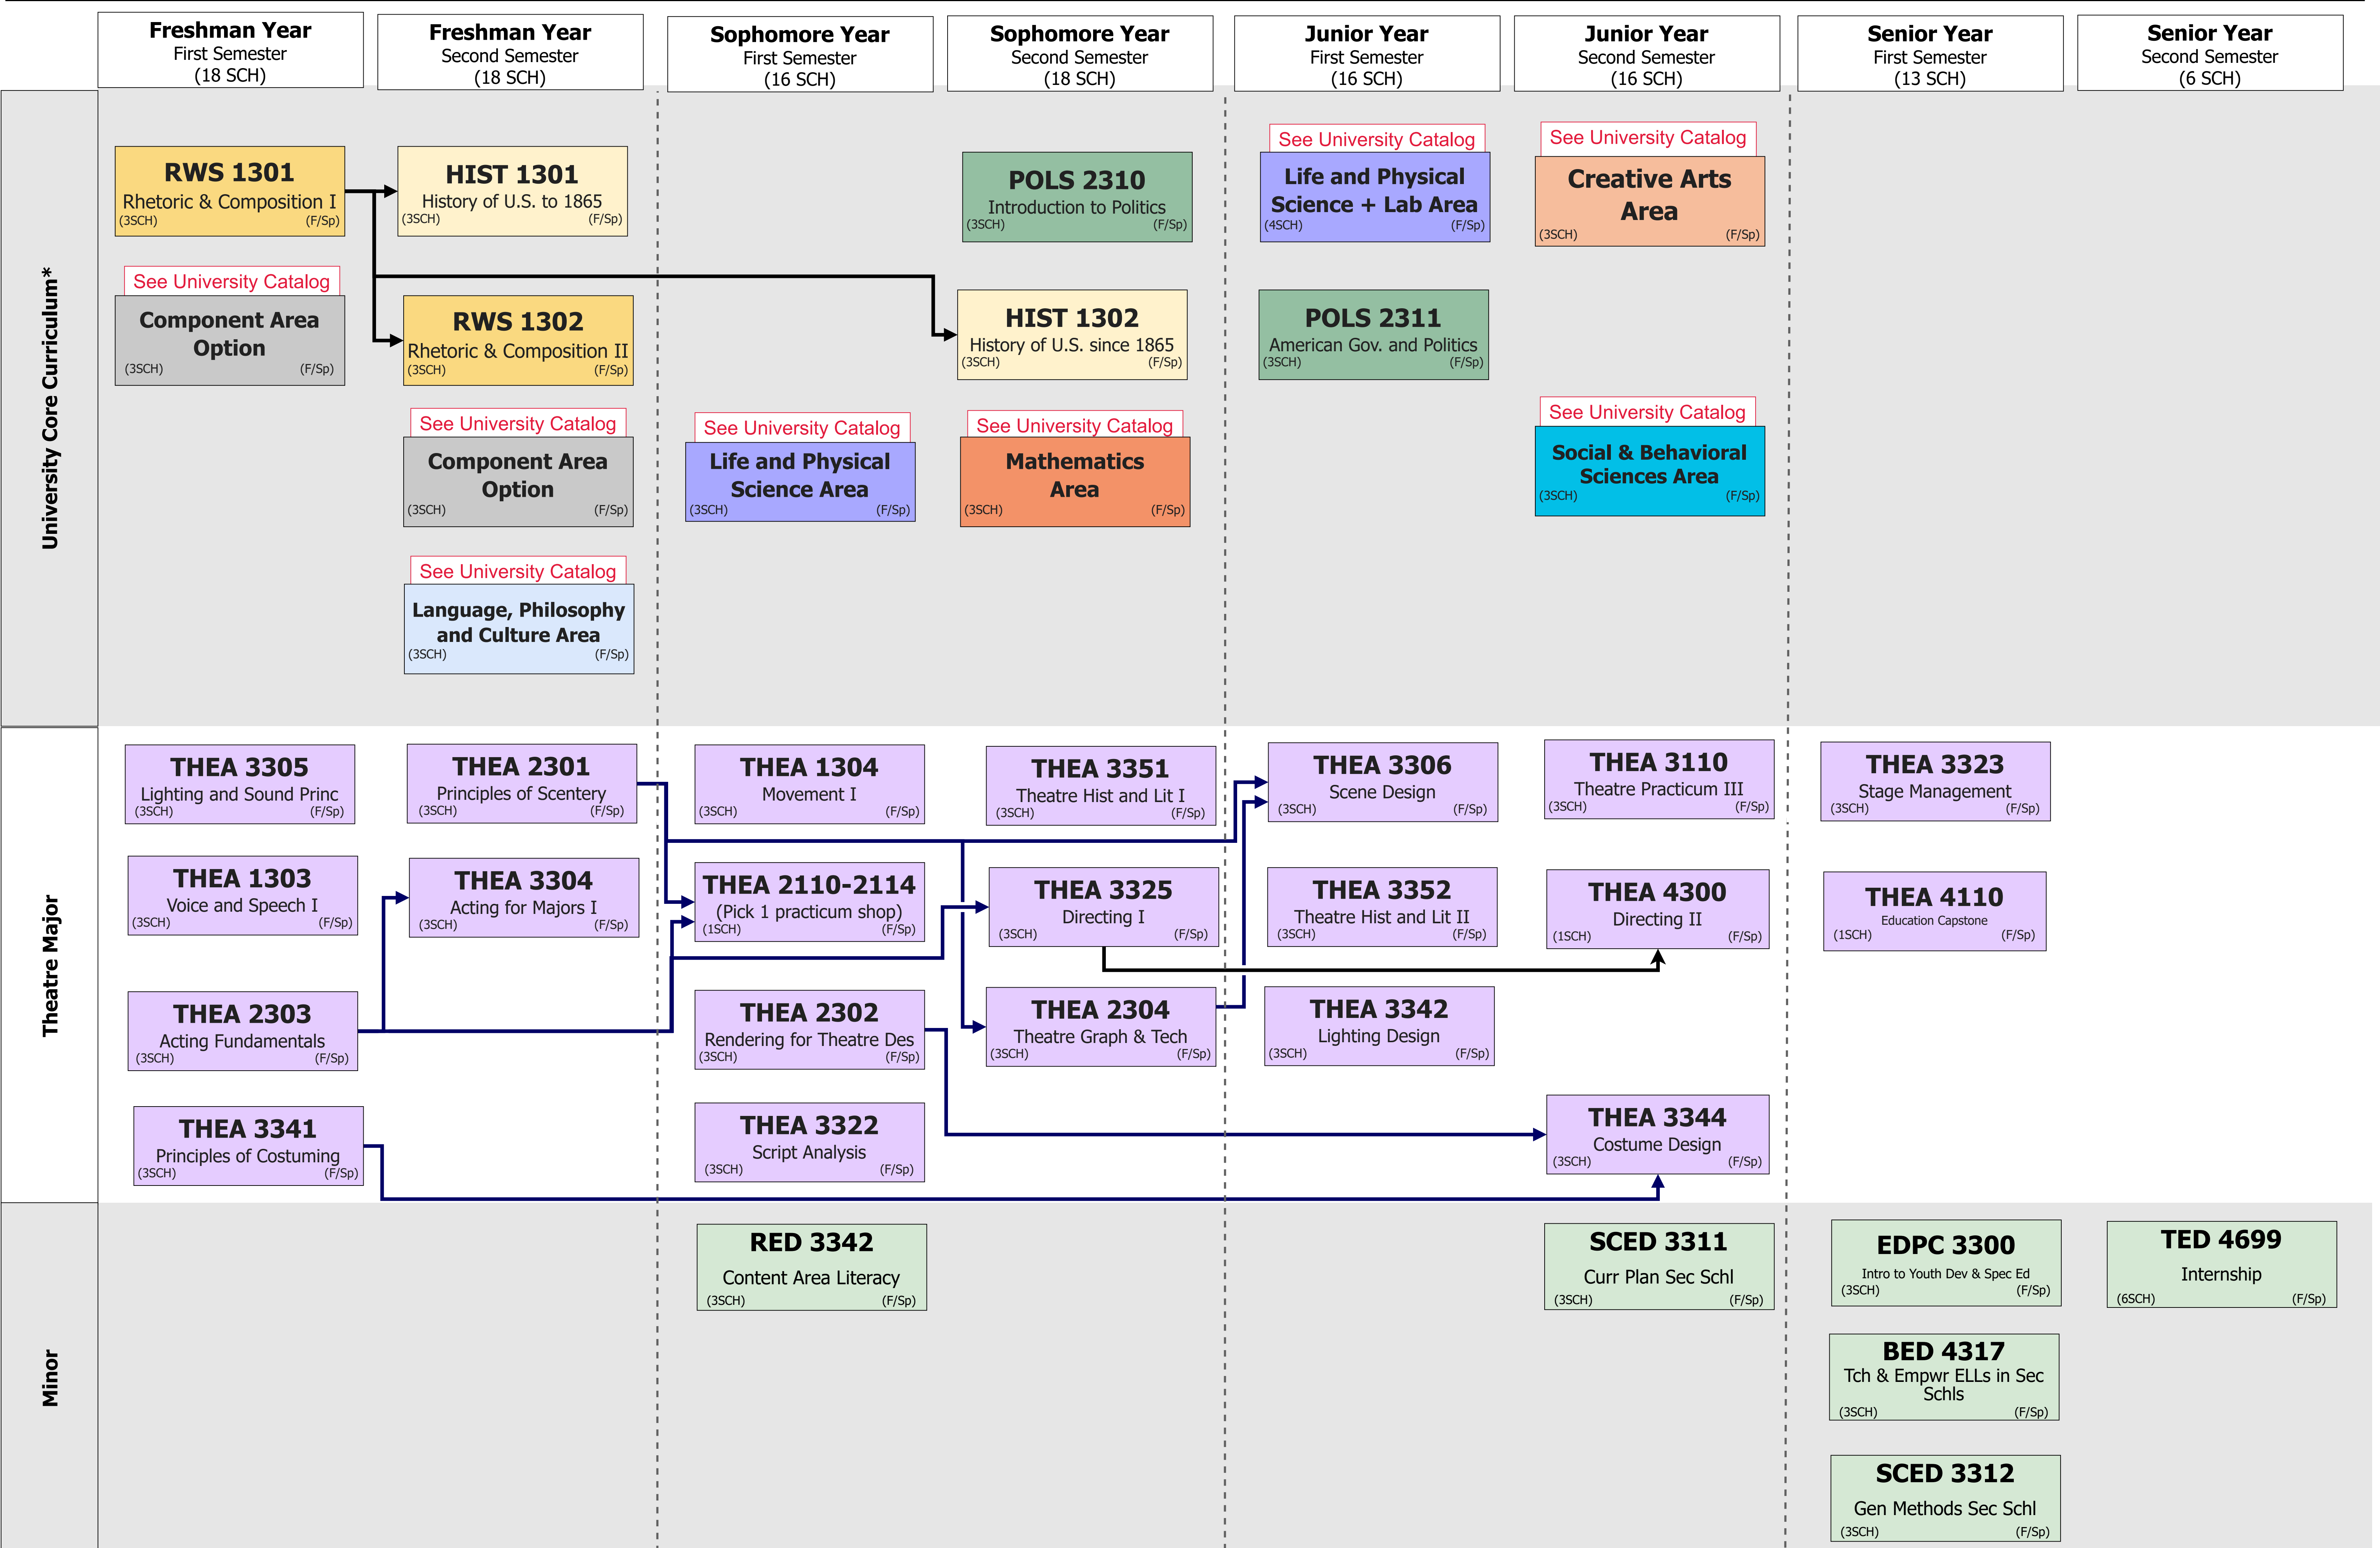 Freshman Year
First Semester
(18 SCH)
Freshman Year
Second Semester
(18 SCH)
Sophomore Year
First Semester
(16 SCH)
Sophomore Year
Second Semester
(18 SCH)
Junior Year
First Semester
(16 SCH)
Junior Year
Second Semester
(16 SCH)
Senior Year
First Semester
(13 SCH)
Senior Year
Second Semester
(6 SCH)
University Core Curriculum*
RWS 1301
Rhetoric & Composition I
(3SCH) (F/Sp)
See University Catalog
Component Area
Option
(3SCH) (F/Sp)
HIST 1301
History of U.S. to 1865
(3SCH) (F/Sp)
RWS 1302
Rhetoric & Composition II
(3SCH) (F/Sp)
See University Catalog
Component Area
Option
(3SCH) (F/Sp)
See University Catalog
Language, Philosophy
and Culture Area
(3SCH) (F/Sp)
See University Catalog
Life and Physical
Science Area
(3SCH) (F/Sp)
POLS 2310
Introduction to Politics
(3SCH) (F/Sp)
HIST 1302
History of U.S. since 1865
(3SCH) (F/Sp)
See University Catalog
Mathematics
Area
(3SCH) (F/Sp)
See University Catalog
Life and Physical
Science + Lab Area
(4SCH) (F/Sp)
POLS 2311
American Gov. and Politics
(3SCH) (F/Sp)
See University Catalog
Creative Arts
Area
(3SCH) (F/Sp)
See University Catalog
Social & Behavioral
Sciences Area
(3SCH) (F/Sp)
Theatre Major
THEA 3305
Lighting and Sound Princ
(3SCH) (F/Sp)
THEA 1303
Voice and Speech I
(3SCH) (F/Sp)
THEA 2303
Acting Fundamentals
(3SCH) (F/Sp)
THEA 3341
Principles of Costuming
(3SCH) (F/Sp)
THEA 2301
Principles of Scentery
(3SCH) (F/Sp)
THEA 3304
Acting for Majors I
(3SCH) (F/Sp)
THEA 1304
Movement I
(3SCH) (F/Sp)
THEA 2110-2114
(Pick 1 practicum shop)
(1SCH) (F/Sp)
THEA 2302
Rendering for Theatre Des
(3SCH) (F/Sp)
THEA 3322
Script Analysis
(3SCH) (F/Sp)
THEA 3351
Theatre Hist and Lit I
(3SCH) (F/Sp)
THEA 3325
Directing I
(3SCH) (F/Sp)
THEA 2304
Theatre Graph & Tech
(3SCH) (F/Sp)
THEA 3306
Scene Design
(3SCH) (F/Sp)
THEA 3352
Theatre Hist and Lit II
(3SCH) (F/Sp)
THEA 3342
Lighting Design
(3SCH) (F/Sp)
THEA 3110
Theatre Practicum III
(3SCH) (F/Sp)
THEA 4300
Directing II
(1SCH) (F/Sp)
THEA 3344
Costume Design
(3SCH) (F/Sp)
THEA 3323
Stage Management
(3SCH) (F/Sp)
THEA 4110
Education Capstone
(1SCH) (F/Sp)
Minor
RED 3342
Content Area Literacy
(3SCH) (F/Sp)
SCED 3311
Curr Plan Sec Schl
(3SCH) (F/Sp)
EDPC 3300
Intro to Youth Dev & Spec Ed
(3SCH) (F/Sp)
BED 4317
Tch & Empwr ELLs in Sec
Schls
(3SCH) (F/Sp)
SCED 3312
Gen Methods Sec Schl
(3SCH) (F/Sp)
TED 4699
Internship
(6SCH) (F/Sp)